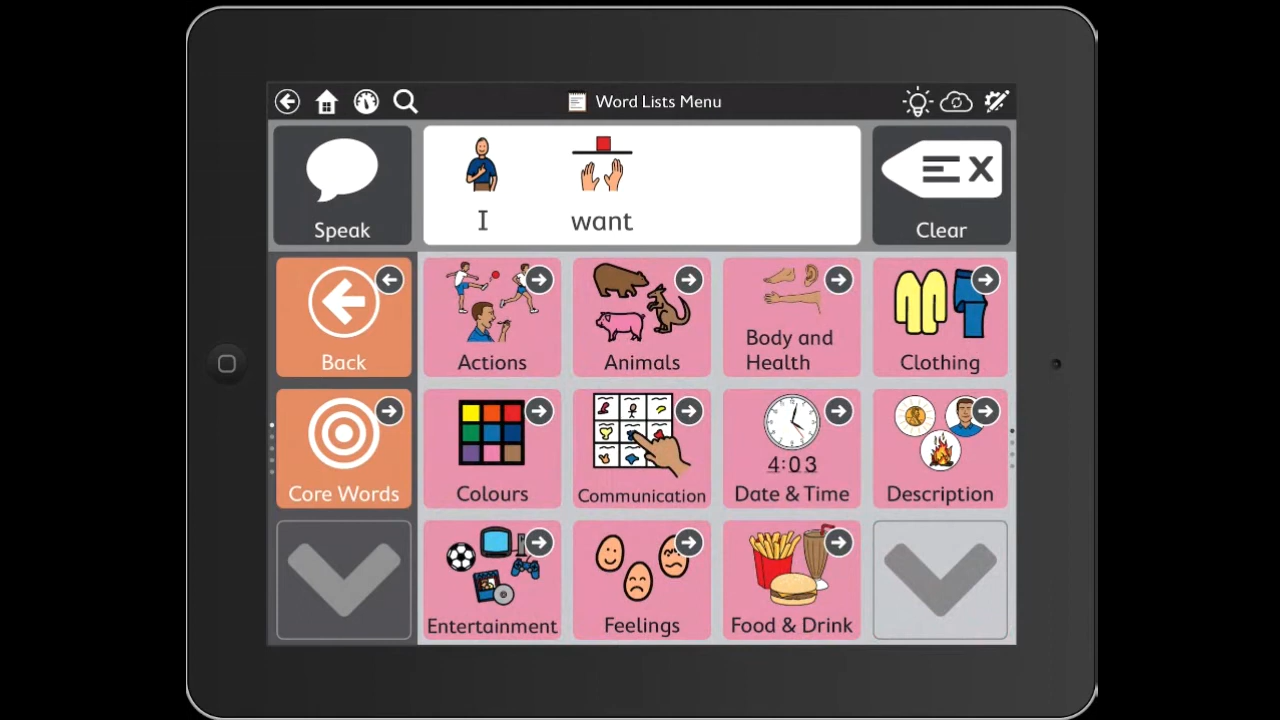 Word Lists Menu
Speak
I want
X
Clear
Back
Actions
Animals
Body and
Health
Clothing
Core Words
Colours
Communication
4:03
Date & Time
Description
Entertainment
Feelings
Food & Drink